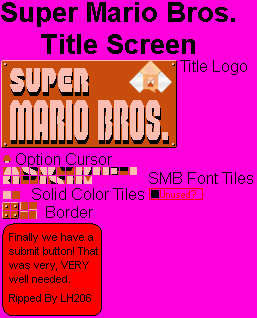 Super Mario Bros.
Title Screen
Title Logo
SUPER
MARIO BROS.
Option Cursor
SMB Font Tiles
Solid Color Tiles
Unused?
Border
Finally we have a
submit button! That
was very, VERY
well needed.
Ripped By LH206